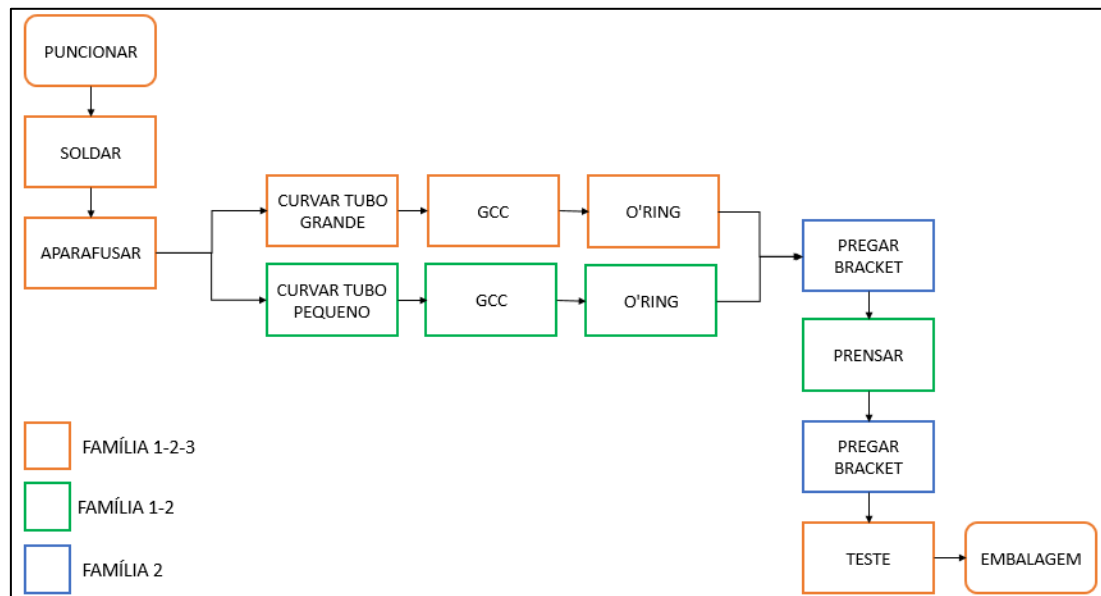 PUNCIONAR
SOLDAR
APARAFUSAR
CURVAR TUBO
GRANDE
GCC
O'RING
CURVAR TUBO
PEQUENO
GCC
O'RING
PREGAR
BRACKET
PRENSAR
PREGAR
BRACKET
TESTE
EMBALAGEM
FAMÍLIA 1-2-3
FAMÍLIA 1-2
FAMÍLIA 2